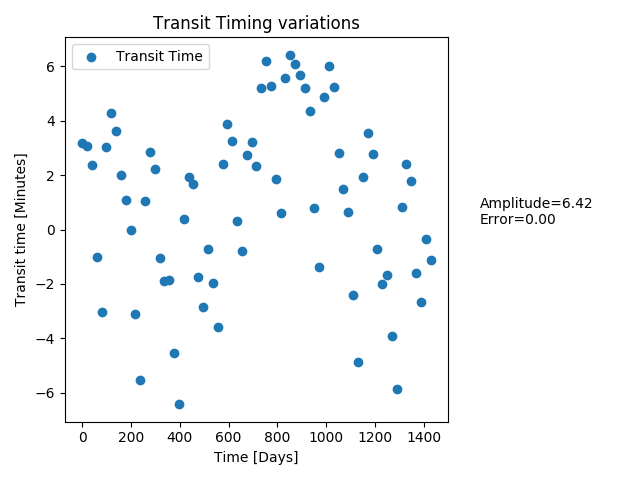 Transit Timing variations
Transit Time
6
4
2
0
−2
−4
−6
Transit time [Minutes]
0 200 400 600 800 1000 1200 1400
Time [Days]
Amplitude=6.42
Error=0.00